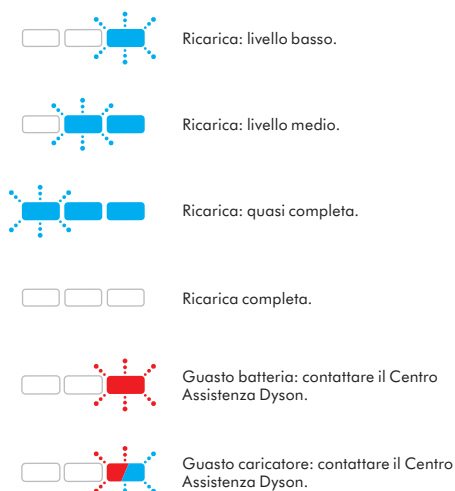 Ricarica: livello basso.
Ricarica: livello medio.
Ricarica: quasi completa.
Ricarica completa.
Guasto batteria: contattare il Centro
Assistenza Dyson.
Guasto caricatore: contattare il Centro
Assistenza Dyson.